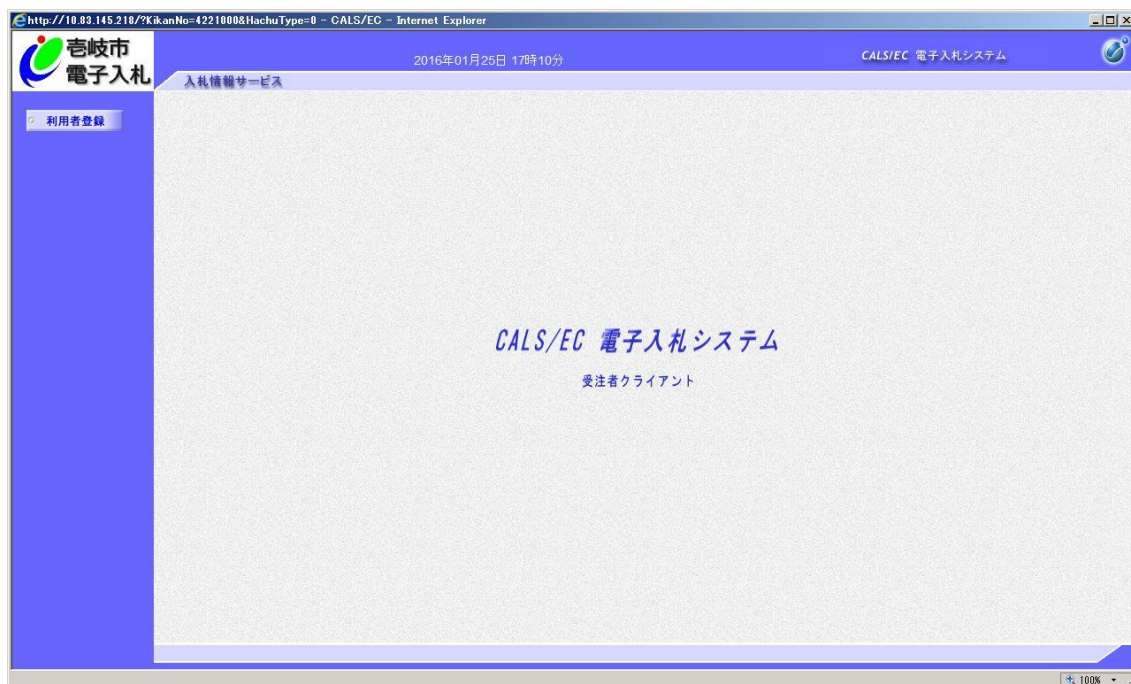 http://10.83.145.218/?KikanNo=4221000&HachuType=0 - CALS/EC - Internet Explorer
壱岐市
電子入札
2016年01月25日 17時10分
CALS/EC 電子入札システム
入札情報サービス
利用者登録
CALS/EC 電子入札システム
受注者クライアント
100%